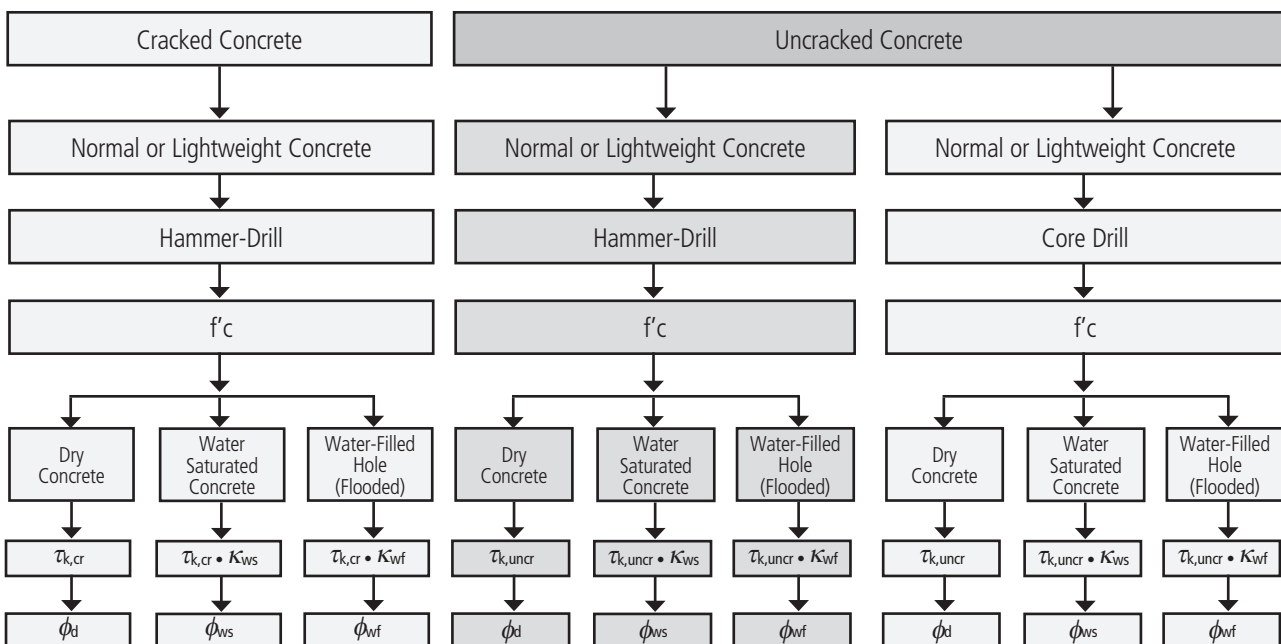 Cracked Concrete
Uncracked Concrete
Normal or Lightweight Concrete
Normal or Lightweight Concrete
Normal or Lightweight Concrete
Hammer-Drill
Hammer-Drill
Core Drill
f'c
f'c
f'c
Dry
Concrete
Water
Saturated
Concrete
Water-Filled
Hole
(Flooded)
Dry
Concrete
Water
Saturated
Concrete
Water-Filled
Hole
(Flooded)
Dry
Concrete
Water
Saturated
Concrete
Water-Filled
Hole
(Flooded)
τk,cr
τk,cr • κws
τk,cr • κwf
τk,uncr
τk,uncr • κws
τk,uncr • κwf
τk,uncr
τk,uncr • κws
τk,uncr • κwf
ϕd
ϕws
ϕwf
ϕd
ϕws
ϕwf
ϕd
ϕws
ϕwf